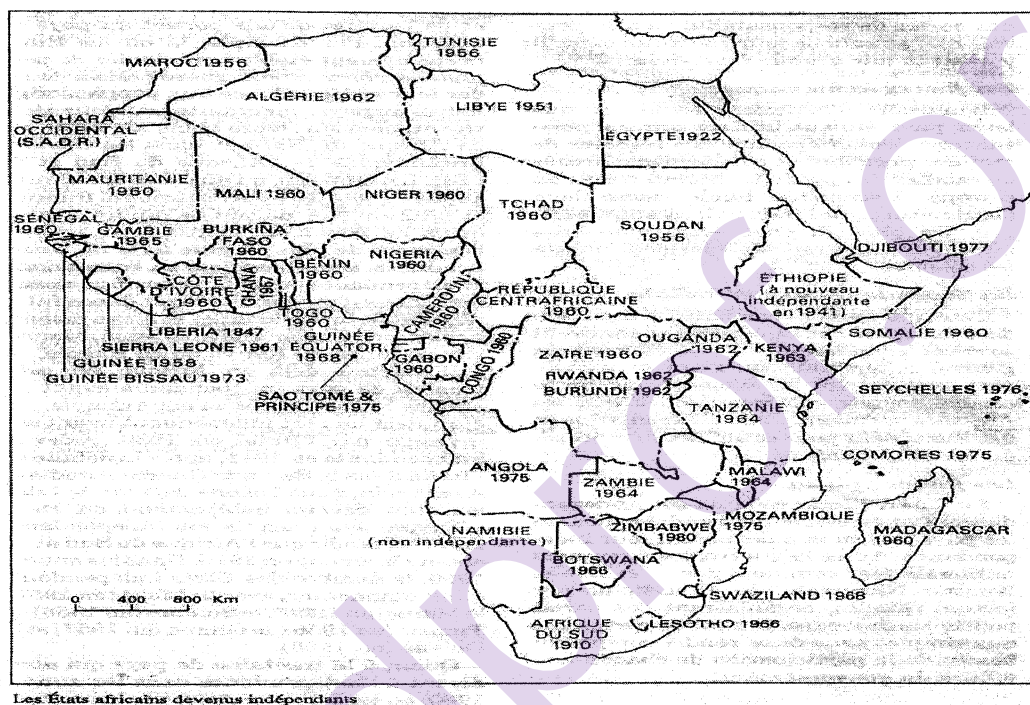 TUNISIE
1956
MAROC 1956
ALGÉRIE 1962
LIBYE 1951
ÉGYPTE 1922
SAHARA
OCCIDENTAL
(S.A.D.R.)
MAURITANIE
1960
MALI 1960
NIGER 1960
TCHAD
1960
SOUDAN
1956
SÉNÉGAL
1960
GAMBIE
1965
BURKINA
FASO
1960
BÉNIN
1960
NIGERIA
1960
DJIBOUTI 1977
ÉTHIOPIE
(à nouveau
indépendante
en 1941)
CÔTE
D'IVOIRE
1960
GHANA
1957
TOGO
1960
CAMEROUN
1960
RÉPUBLIQUE
CENTRAFRICAINE
1960
LIBERIA 1847
SIERRA LEONE 1961
GUINÉE 1958
GUINÉE BISSAU 1973
GUINÉE
ÉQUATOR.
1968
GABON
1960
CONGO 1960
ZAÏRE 1960
OUGANDA
1962
KENYA
1963
SOMALIE 1960
RWANDA 1962
BURUNDI 1962
SAO TOMÉ &
PRINCIPE 1975
TANZANIE
1964
SEYCHELLES 1976
COMORES 1975
ANGOLA
1975
ZAMBIE
1964
MALAWI
1964
MOZAMBIQUE
1975
MADAGASCAR
1960
NAMIBIE
(non indépendante)
ZIMBABWE
1980
BOTSWANA
1966
SWAZILAND 1968
LESOTHO 1966
AFRIQUE
DU SUD
1910
0 400 800 Km
Les États africains devenus indépendants